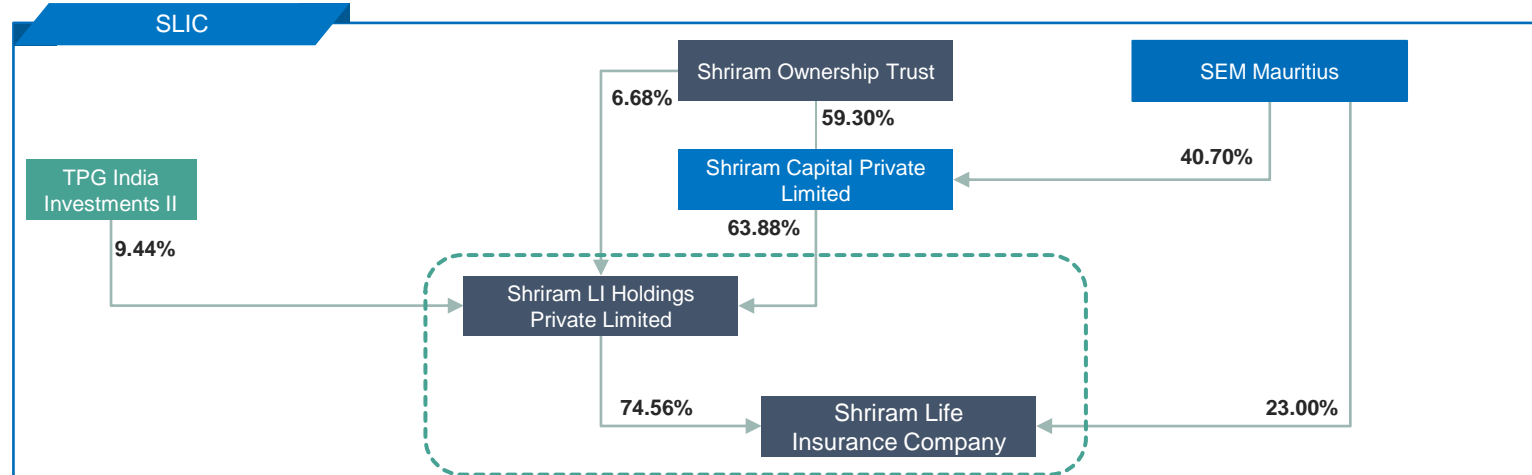 SLIC
Shriram Ownership Trust
SEM Mauritius
6.68%
59.30%
40.70%
TPG India
Investments II
Shriram Capital Private
Limited
9.44%
63.88%
Shriram LI Holdings
Private Limited
74.56%
Shriram Life
Insurance Company
23.00%